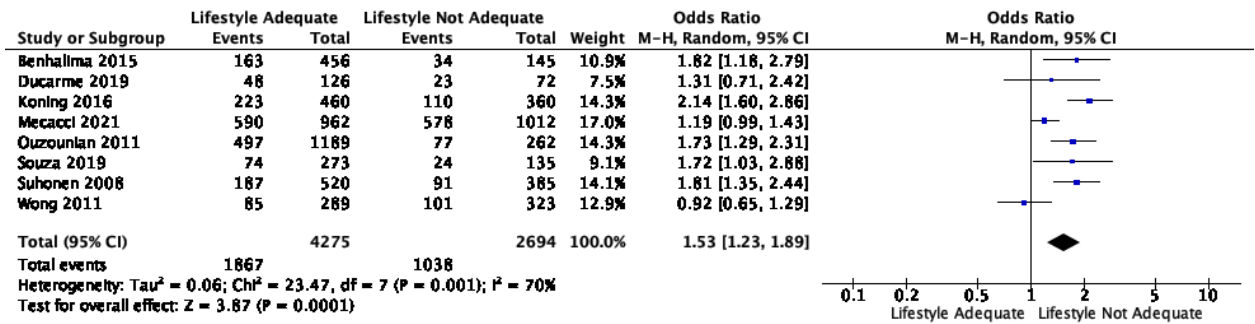 Lifestyle Adequate Lifestyle Not Adequate Odds Ratio Odds Ratio
Study or Subgroup Events Total Events Total Weight M-H, Random, 95% CI M-H, Random, 95% CI
Benhalima 2015 163 456 34 145 10.9% 1.82 [1.18, 2.79]
Ducarme 2019 48 126 23 72 7.5% 1.31 [0.71, 2.42]
Koning 2016 223 460 110 360 14.3% 2.14 [1.60, 2.86]
Mecacci 2021 590 962 578 1012 17.0% 1.19 [0.99, 1.43]
Ouzounian 2011 497 1189 77 262 14.3% 1.73 [1.29, 2.31]
Souza 2019 74 273 24 135 9.1% 1.72 [1.03, 2.88]
Suhonen 2008 187 520 91 385 14.1% 1.81 [1.35, 2.44]
Wong 2011 85 289 101 323 12.9% 0.92 [0.65, 1.29]
Total (95% CI) 4275 2694 100.0% 1.53 [1.23, 1.89]
Total events 1867 1038
Heterogeneity: Tau² = 0.06; Chi² = 23.47, df = 7 (P = 0.001); I² = 70%
Test for overall effect: Z = 3.87 (P = 0.0001)
0.1 0.2 0.5 1 2 5 10
Lifestyle Adequate Lifestyle Not Adequate